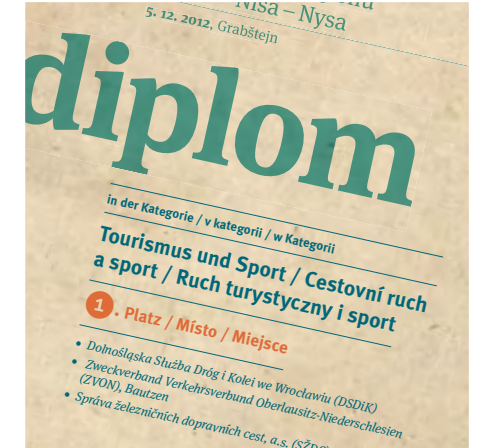 Nisa – Nysa
5. 12. 2012, Grabštejn
diplom
in der Kategorie / v kategorii / w Kategorii
Tourismus und Sport / Cestovní ruch
a sport / Ruch turystyczny i sport
1. Platz / Místo / Miejsce
• Dolnośląska Służba Dróg i Kolei we Wrocławiu (DSDiK)
• Zweckverband Verkehrsverbund Oberlausitz-Niederschlesien
(ZVON), Bautzen
• Správa železničních dopravních cest, a.s. (SŽDC)